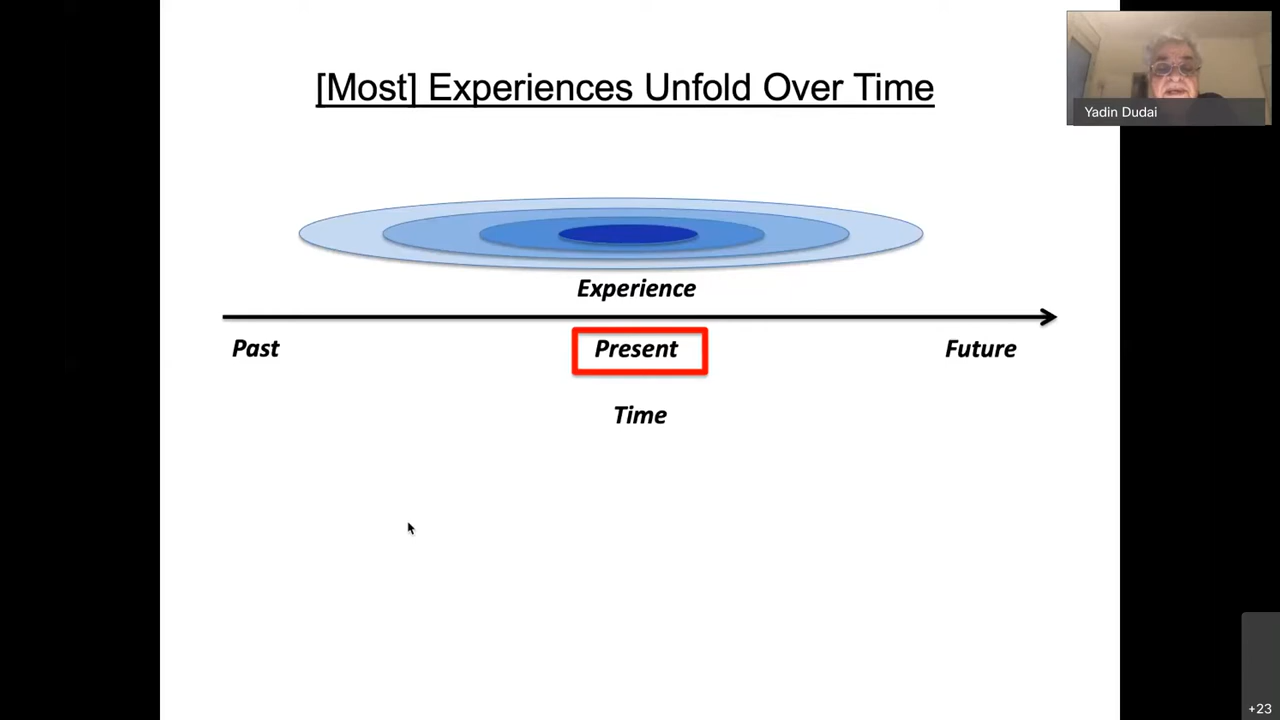 [Most] Experiences Unfold Over Time
Yadin Dudai
Experience
Past
Present
Future
Time
+23